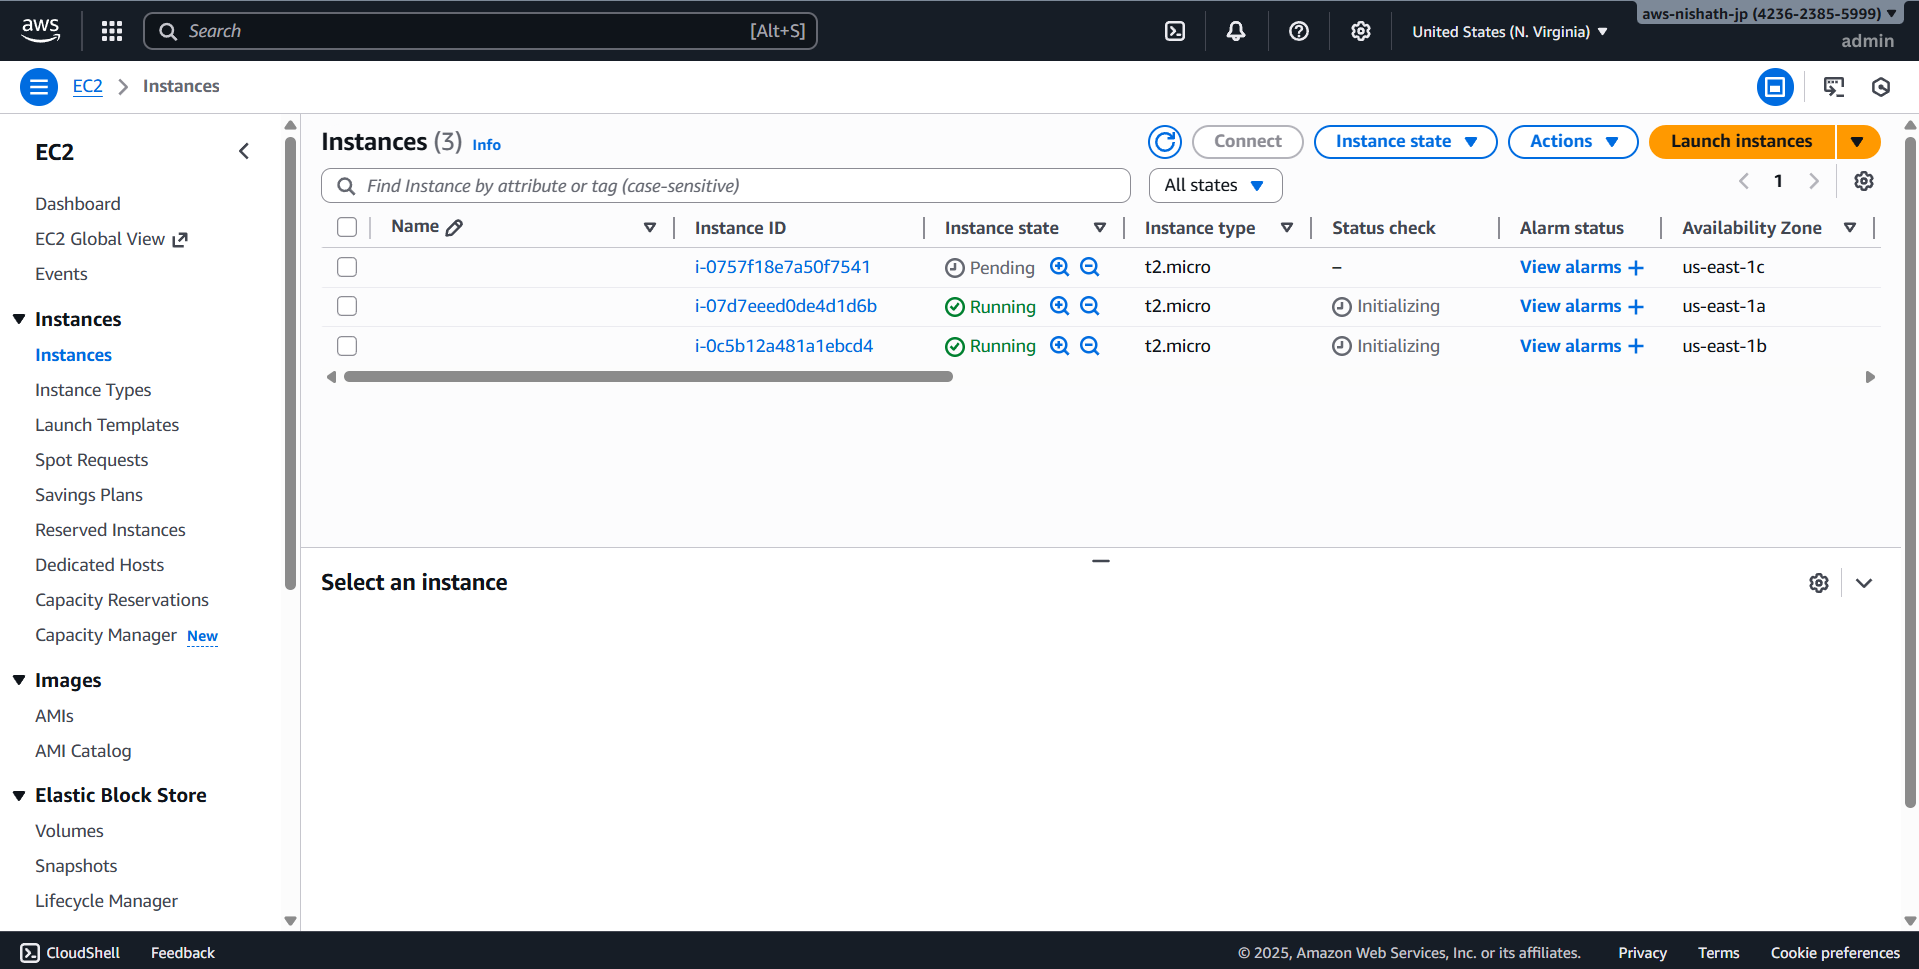 aws
Search [Alt+S]
United States (N. Virginia)
aws-nishath-jp (4236-2385-5999)
admin
EC2 Instances
EC2
Dashboard
EC2 Global View
Events
Instances
Instances
Instance Types
Launch Templates
Spot Requests
Savings Plans
Reserved Instances
Dedicated Hosts
Capacity Reservations
Capacity Manager New
Images
AMIs
AMI Catalog
Elastic Block Store
Volumes
Snapshots
Lifecycle Manager
Instances (3) Info
Connect Instance state Actions Launch instances
Find Instance by attribute or tag (case-sensitive) All states 1
Name Instance ID Instance state Instance type Status check Alarm status Availability Zone
i-0757f18e7a50f7541 Pending t2.micro – View alarms + us-east-1c
i-07d7eeed0de4d1d6b Running t2.micro Initializing View alarms + us-east-1a
i-0c5b12a481a1ebcd4 Running t2.micro Initializing View alarms + us-east-1b
Select an instance
CloudShell Feedback © 2025, Amazon Web Services, Inc. or its affiliates. Privacy Terms Cookie preferences